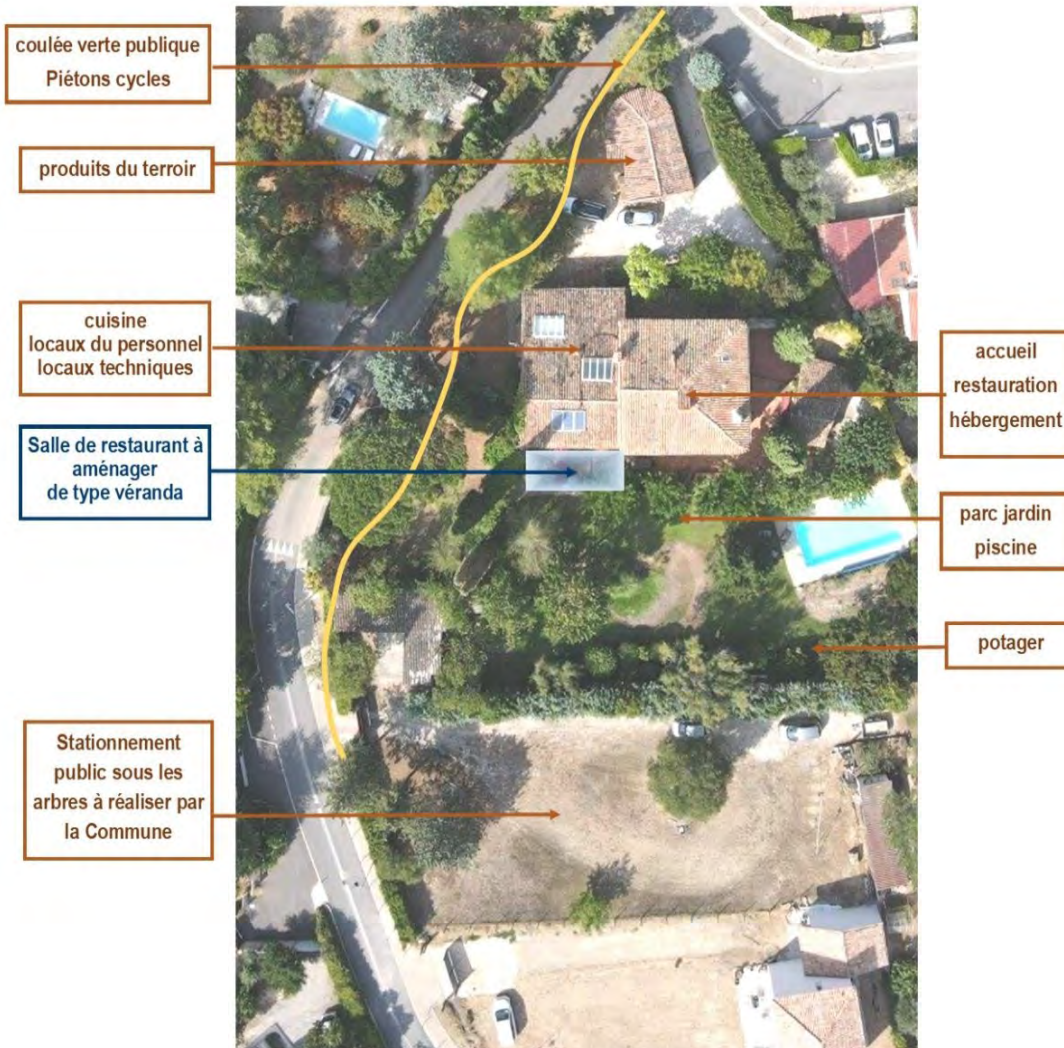 coulée verte publique
Piétons cycles
produits du terroir
cuisine
locaux du personnel
locaux techniques
Salle de restaurant à
aménager
de type véranda
Stationnement
public sous les
arbres à réaliser par
la Commune
accueil
restauration
hébergement
parc jardin
piscine
potager